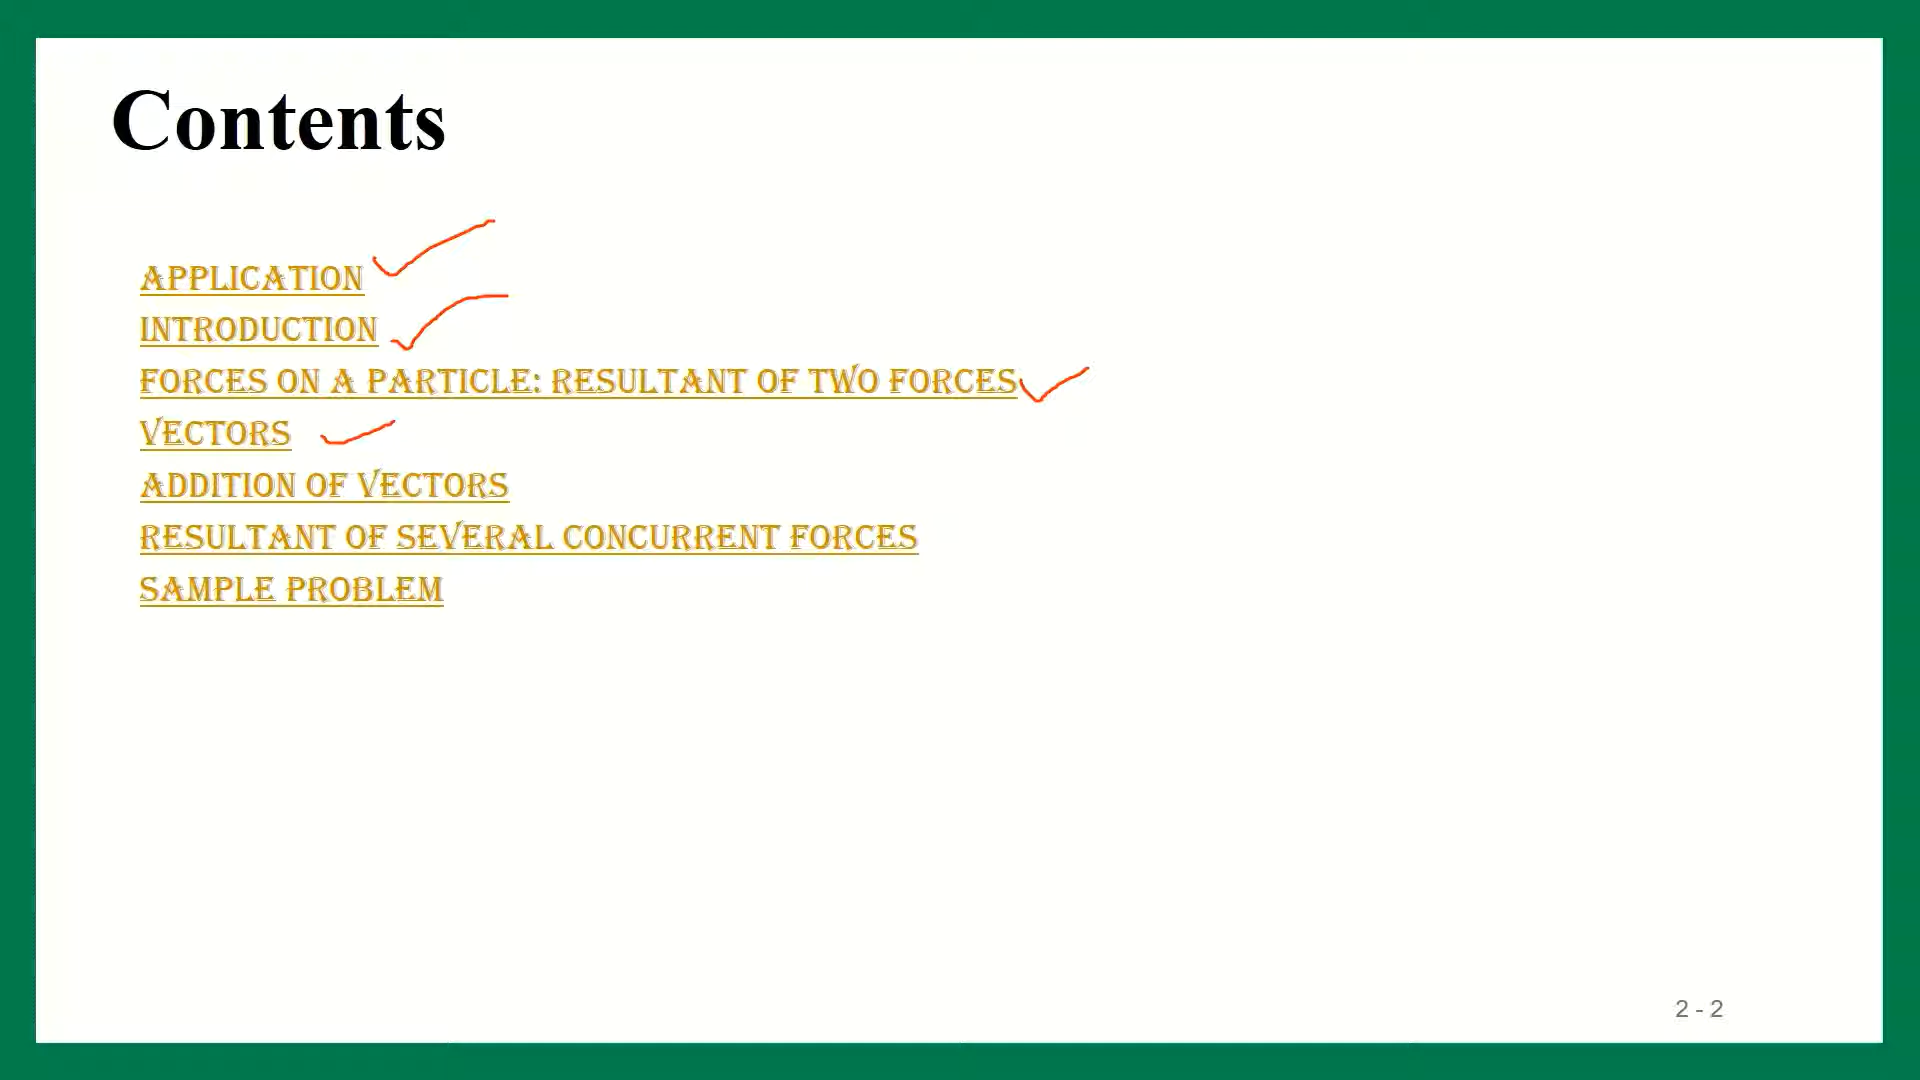 Contents
APPLICATION
INTRODUCTION
FORCES ON A PARTICLE: RESULTANT OF TWO FORCES
VECTORS
ADDITION OF VECTORS
RESULTANT OF SEVERAL CONCURRENT FORCES
SAMPLE PROBLEM
2 - 2